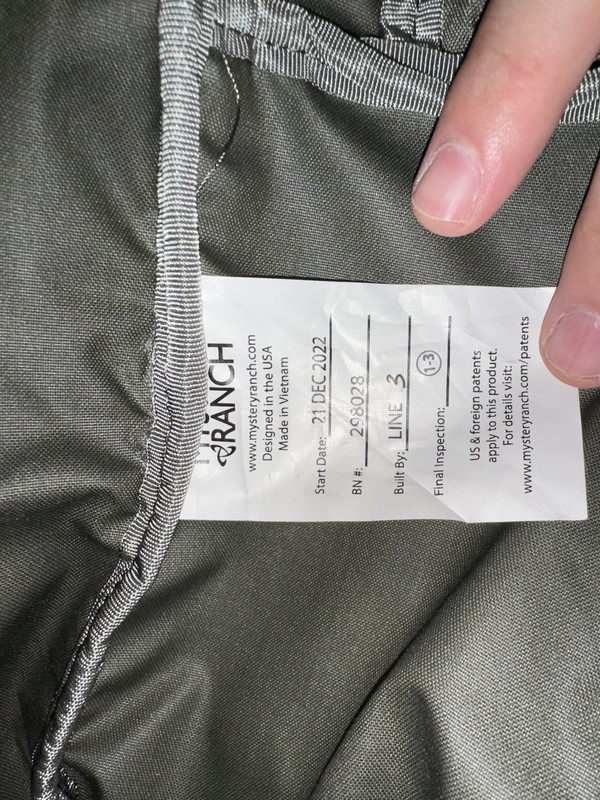 RANCH
www.mysteryranch.com
Designed in the USA
Made in Vietnam
Start Date: 21 DEC 2022
BN #: 298028
Built By: LINE 3
Final Inspection: 1-3
US & foreign patents
apply to this product.
For details visit:
www.mysteryranch.com/patents